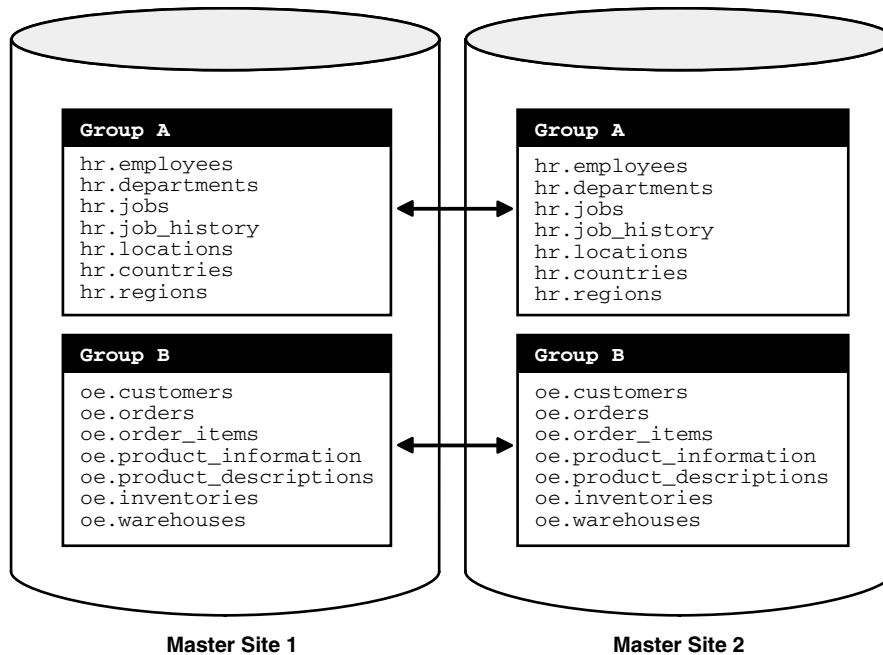 Group A
hr.employees
hr.departments
hr.jobs
hr.job_history
hr.locations
hr.countries
hr.regions
Group B
oe.customers
oe.orders
oe.order_items
oe.product_information
oe.product_descriptions
oe.inventories
oe.warehouses
Master Site 1
Group A
hr.employees
hr.departments
hr.jobs
hr.job_history
hr.locations
hr.countries
hr.regions
Group B
oe.customers
oe.orders
oe.order_items
oe.product_information
oe.product_descriptions
oe.inventories
oe.warehouses
Master Site 2